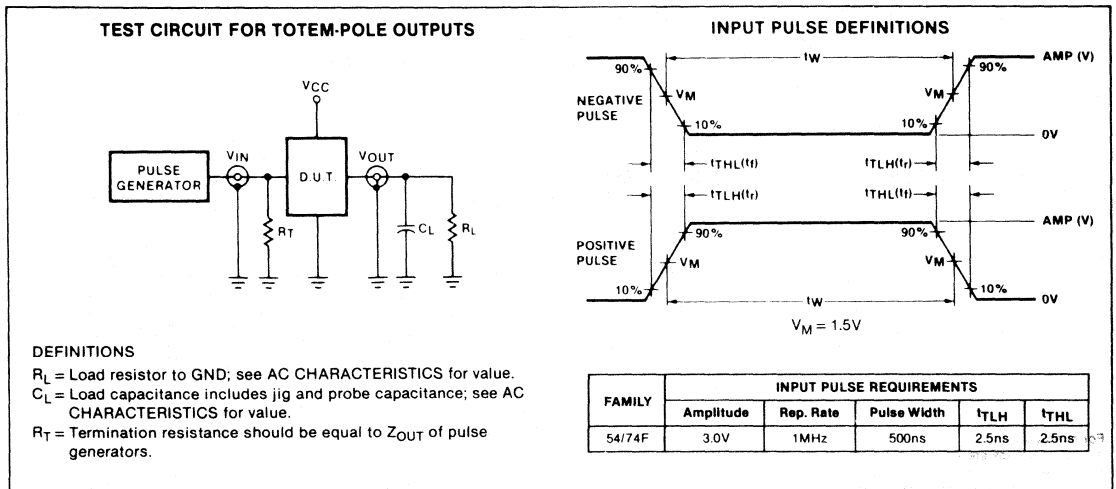 TEST CIRCUIT FOR TOTEM-POLE OUTPUTS
VCC
PULSE
GENERATOR
VIN
D.U.T.
VOUT
RT
CL
RL
DEFINITIONS
RL = Load resistor to GND; see AC CHARACTERISTICS for value.
CL = Load capacitance includes jig and probe capacitance; see AC
CHARACTERISTICS for value.
RT = Termination resistance should be equal to ZOUT of pulse
generators.
INPUT PULSE DEFINITIONS
tW
AMP (V)
90%
90%
NEGATIVE
PULSE
VM
VM
10%
10%
0V
tTHL(tf)
tTLH(tr)
tTLH(tr)
tTHL(tf)
AMP (V)
90%
90%
POSITIVE
PULSE
VM
VM
10%
10%
tW
0V
VM = 1.5V
FAMILY
INPUT PULSE REQUIREMENTS
Amplitude Rep. Rate Pulse Width tTLH tTHL
54/74F 3.0V 1MHz 500ns 2.5ns 2.5ns